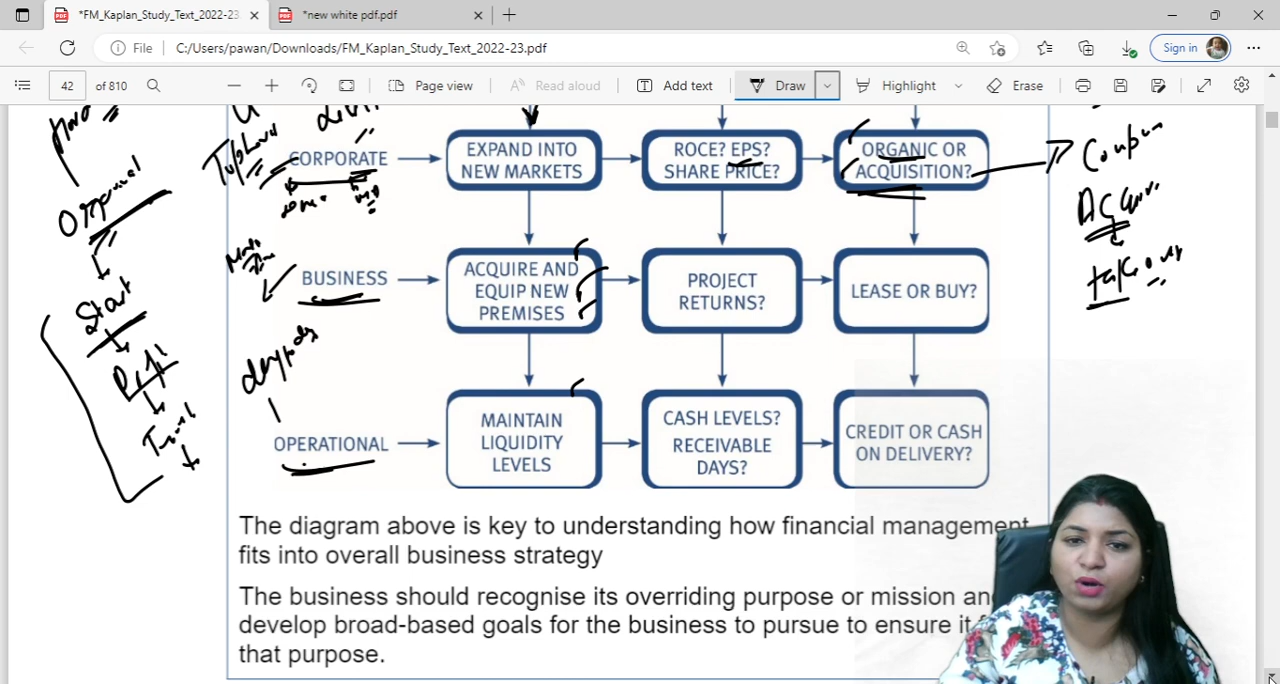 *FM_Kaplan_Study_Text_2022-23
*new white pdf.pdf
File C:/Users/pawan/Downloads/FM_Kaplan_Study_Text_2022-23.pdf
Sign in
42 of 810
Page view
Read aloud
Add text
Draw
Highlight
Erase
CORPORATE
EXPAND INTO
NEW MARKETS
ROCE? EPS?
SHARE PRICE?
ORGANIC OR
ACQUISITION?
BUSINESS
ACQUIRE AND
EQUIP NEW
PREMISES
PROJECT
RETURNS?
LEASE OR BUY?
Start
OPERATIONAL
MAINTAIN
LIQUIDITY
LEVELS
CASH LEVELS?
RECEIVABLE
DAYS?
CREDIT OR CASH
ON DELIVERY?
The diagram above is key to understanding how financial management
fits into overall business strategy
The business should recognise its overriding purpose or mission an
develop broad-based goals for the business to pursue to ensure it
that purpose.